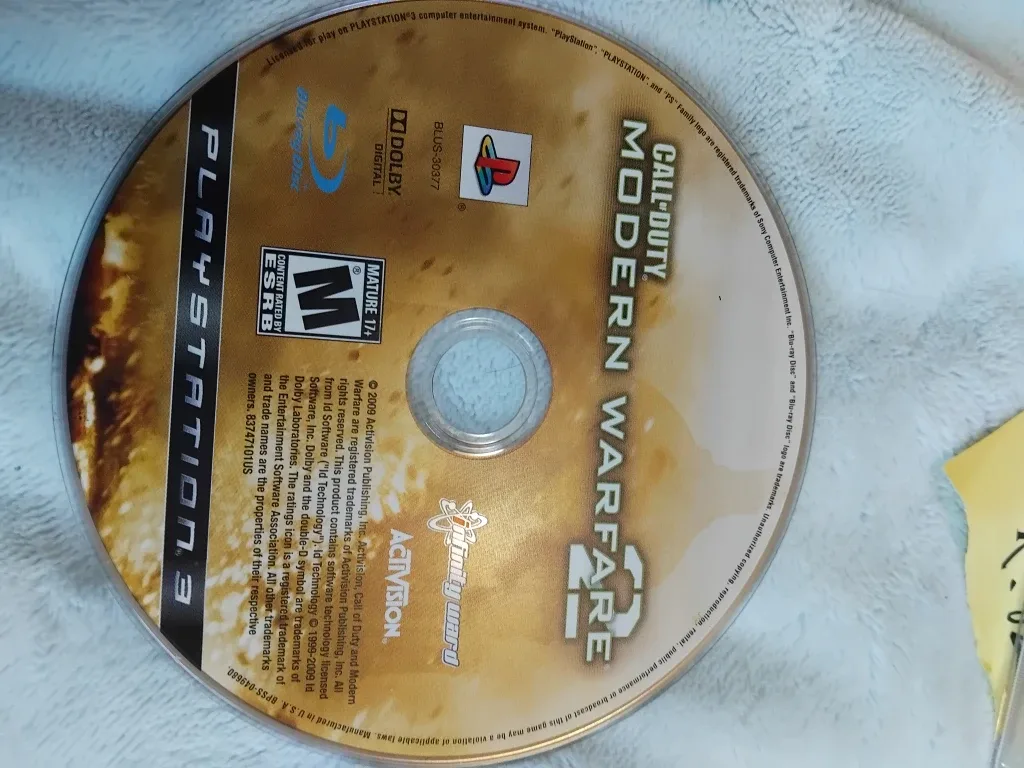 Licensed for play on PLAYSTATION®3 computer entertainment system. "PlayStation", "PLAYSTATION", and "PS" Family logo are registered trademarks of Sony Computer Entertainment Inc. "Blu-ray Disc" and "Blu-ray Disc" logo are trademarks. Unauthorized copying, reproduction, rental, public performance or broadcast of this game may be a violation of applicable laws. Manufactured in U.S.A. BPSS-049680.
CALL OF DUTY®
MODERN WARFARE
2
®
BLUS-30377
DOLBY
DIGITAL
Blu-ray Disc
MATURE 17+
M®
CONTENT RATED BY
ESRB
infinity ward
ACTIVISION
© 2009 Activision Publishing, Inc. Activision, Call of Duty and Modern
Warfare are registered trademarks of Activision Publishing, Inc. All
rights reserved. This product contains software technology licensed
from Id Software ("Id Technology"). Id Technology © 1999-2009 Id
Software, Inc. Dolby and the double-D symbol are trademarks of
Dolby Laboratories. The ratings icon is a registered trademark of
the Entertainment Software Association. All other trademarks
and trade names are the properties of their respective
owners. 83747101US
PLAYSTATION®3